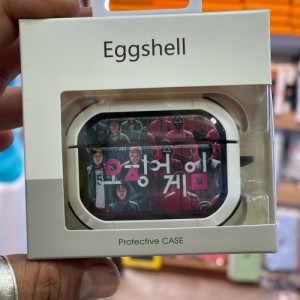 Eggshell
오징어
게임
Protective CASE